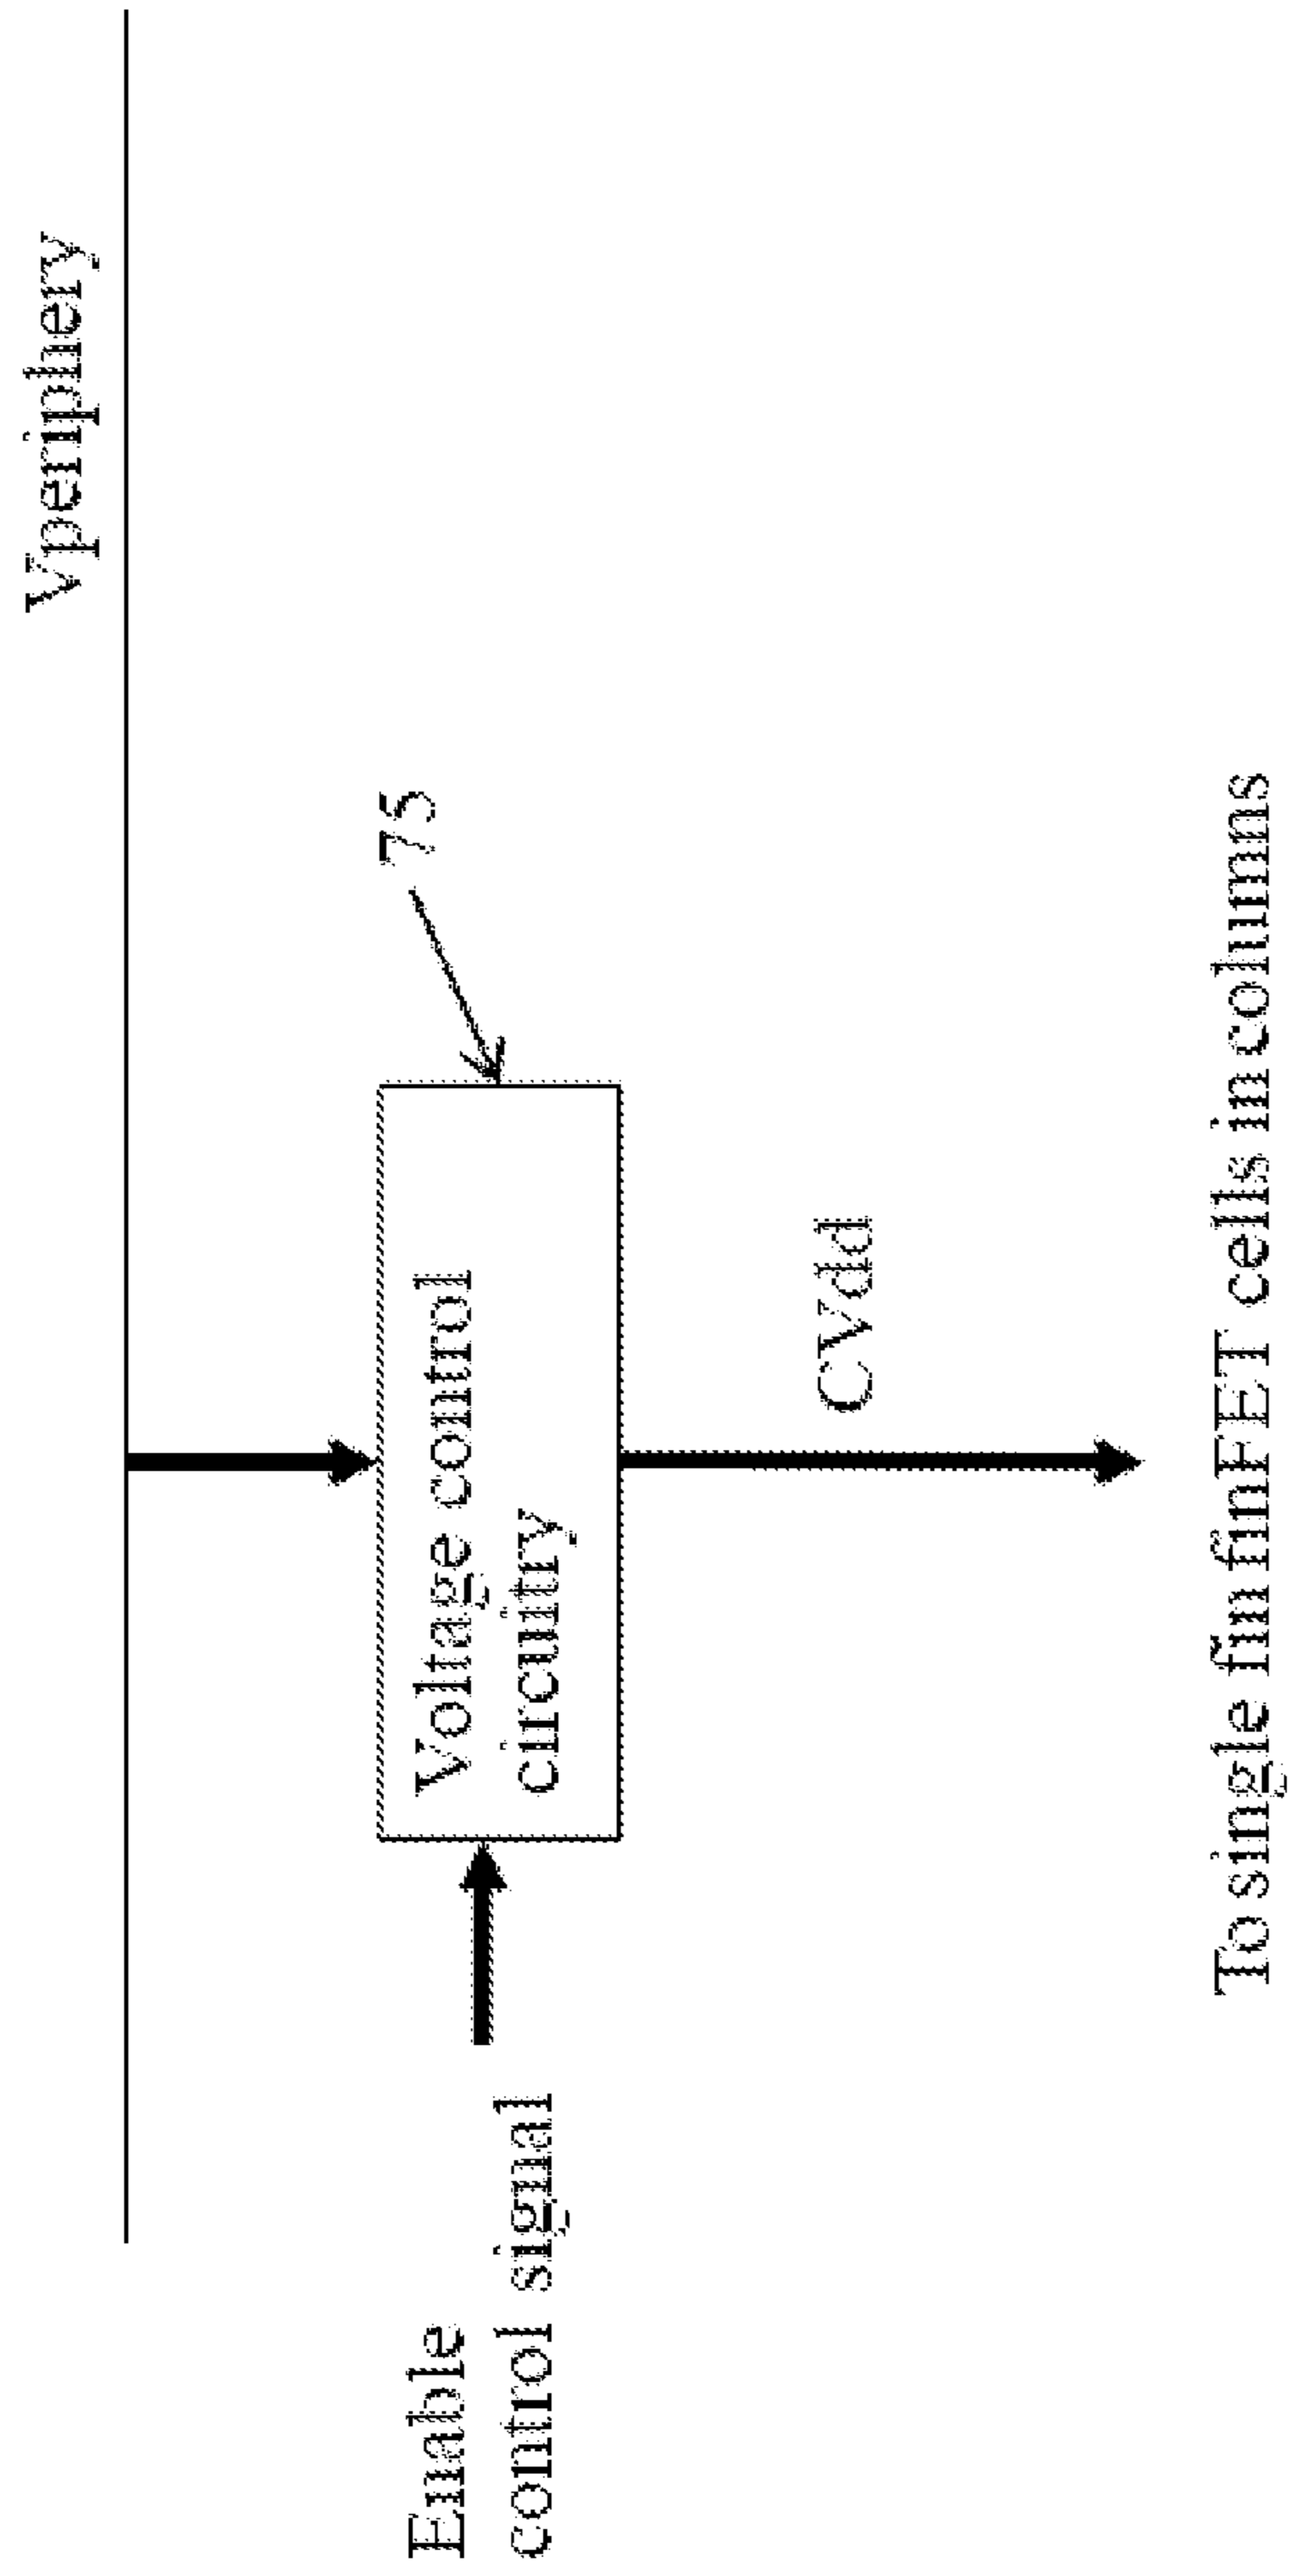 Vperiphery
75
Voltage control
circuitry
Enable
control signal
CVdd
To single fin finFET cells in columns